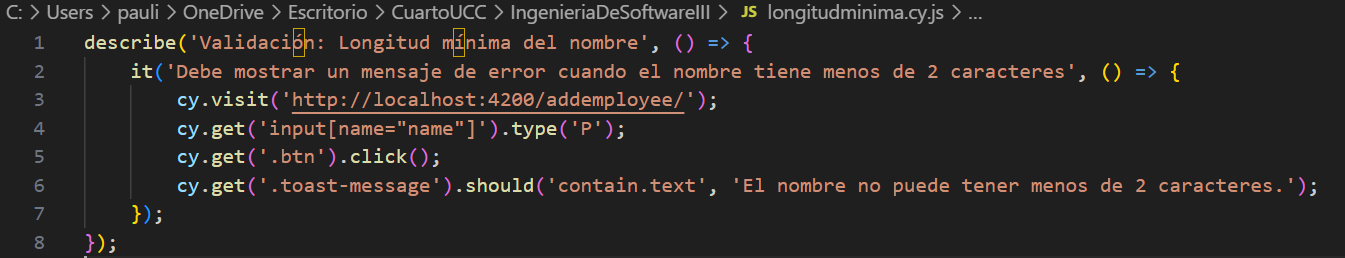 C: > Users > pauli > OneDrive > Escritorio > CuartoUCC > IngenieriaDeSoftwareIII > JS longitudminima.cy.js > ...
1 describe('Validación: Longitud mínima del nombre', () => {
2     it('Debe mostrar un mensaje de error cuando el nombre tiene menos de 2 caracteres', () => {
3         cy.visit('http://localhost:4200/addemployee/');
4         cy.get('input[name="name"]').type('P');
5         cy.get('.btn').click();
6         cy.get('.toast-message').should('contain.text', 'El nombre no puede tener menos de 2 caracteres.');
7     });
8 });